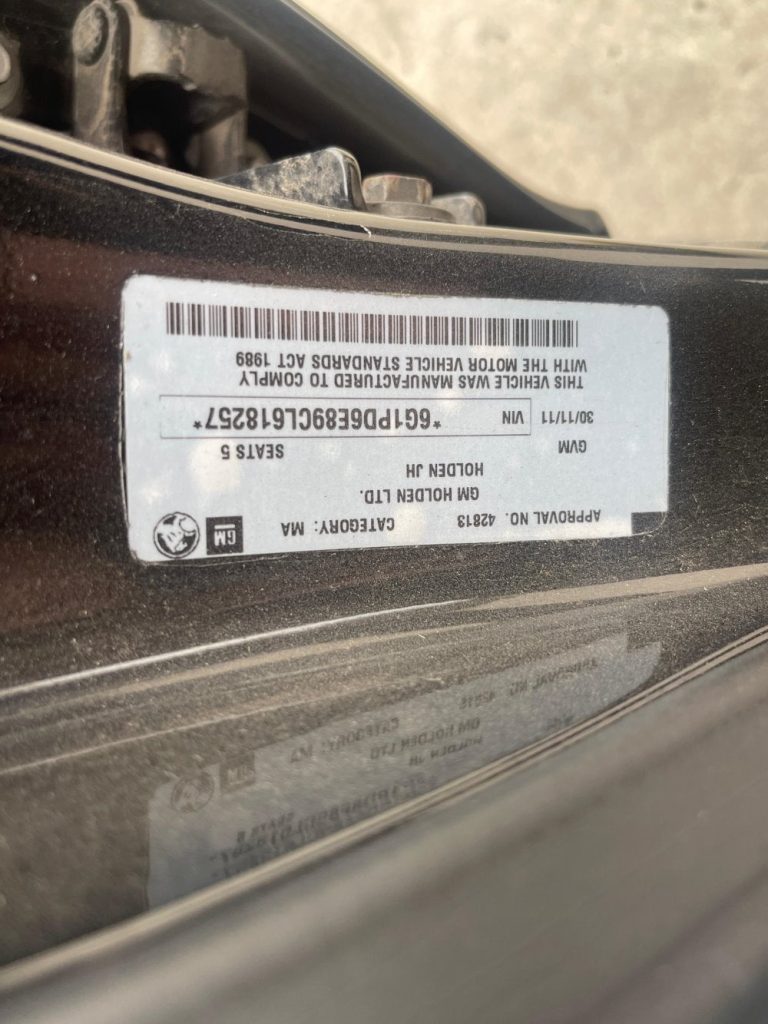 APPROVAL NO. 42813 CATEGORY: MA GM
GM HOLDEN LTD.
HOLDEN JH
GVM SEATS 5
30/11/11 VIN *6G1PD6E89CL618257*
THIS VEHICLE WAS MANUFACTURED TO COMPLY
WITH THE MOTOR VEHICLE STANDARDS ACT 1989